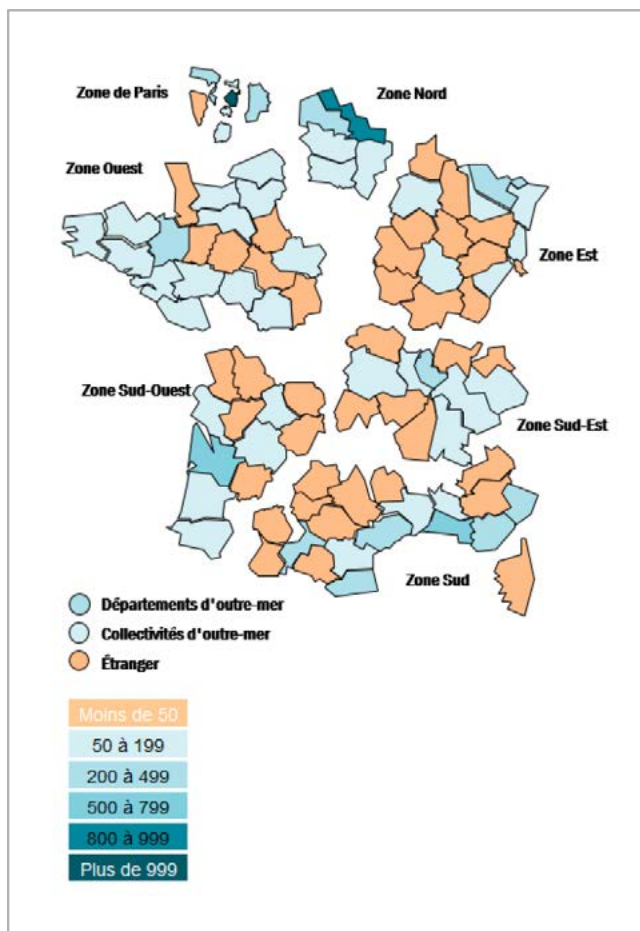 Zone de Paris
Zone Nord
Zone Ouest
Zone Est
Zone Sud-Ouest
Zone Sud-Est
Zone Sud
Départements d'outre-mer
Collectivités d'outre-mer
Étranger
Moins de 50
50 à 199
200 à 499
500 à 799
800 à 999
Plus de 999